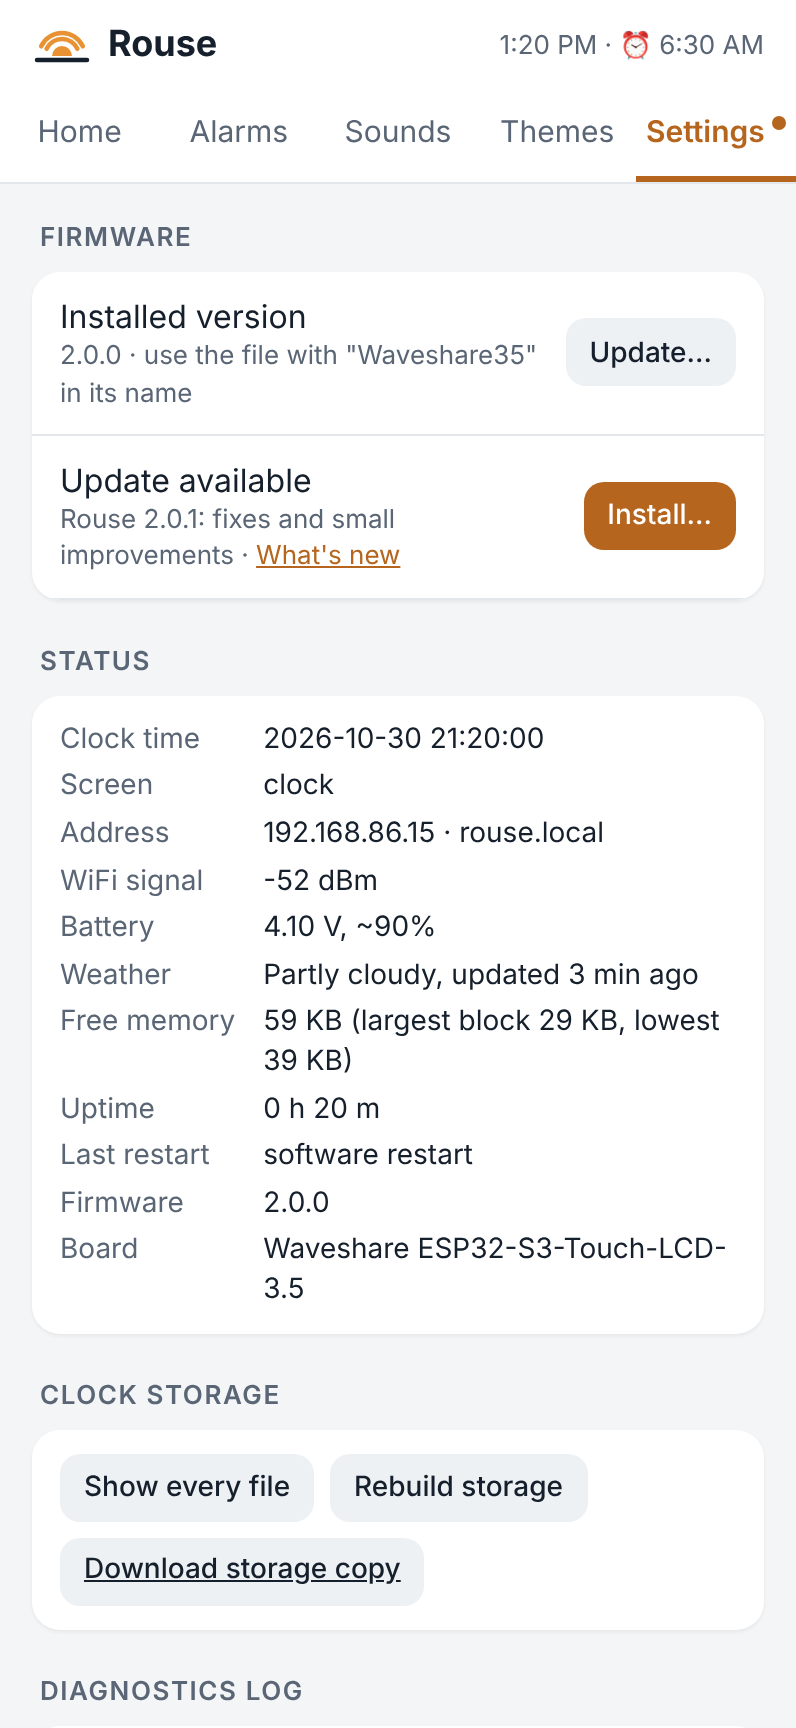 Rouse
1:20 PM · ⏰ 6:30 AM
Home Alarms Sounds Themes Settings
FIRMWARE
Installed version
2.0.0 · use the file with "Waveshare35"
in its name
Update...
Update available
Rouse 2.0.1: fixes and small
improvements · What's new
Install...
STATUS
Clock time 2026-10-30 21:20:00
Screen clock
Address 192.168.86.15 · rouse.local
WiFi signal -52 dBm
Battery 4.10 V, ~90%
Weather Partly cloudy, updated 3 min ago
Free memory 59 KB (largest block 29 KB, lowest
39 KB)
Uptime 0 h 20 m
Last restart software restart
Firmware 2.0.0
Board Waveshare ESP32-S3-Touch-LCD-
3.5
CLOCK STORAGE
Show every file Rebuild storage
Download storage copy
DIAGNOSTICS LOG